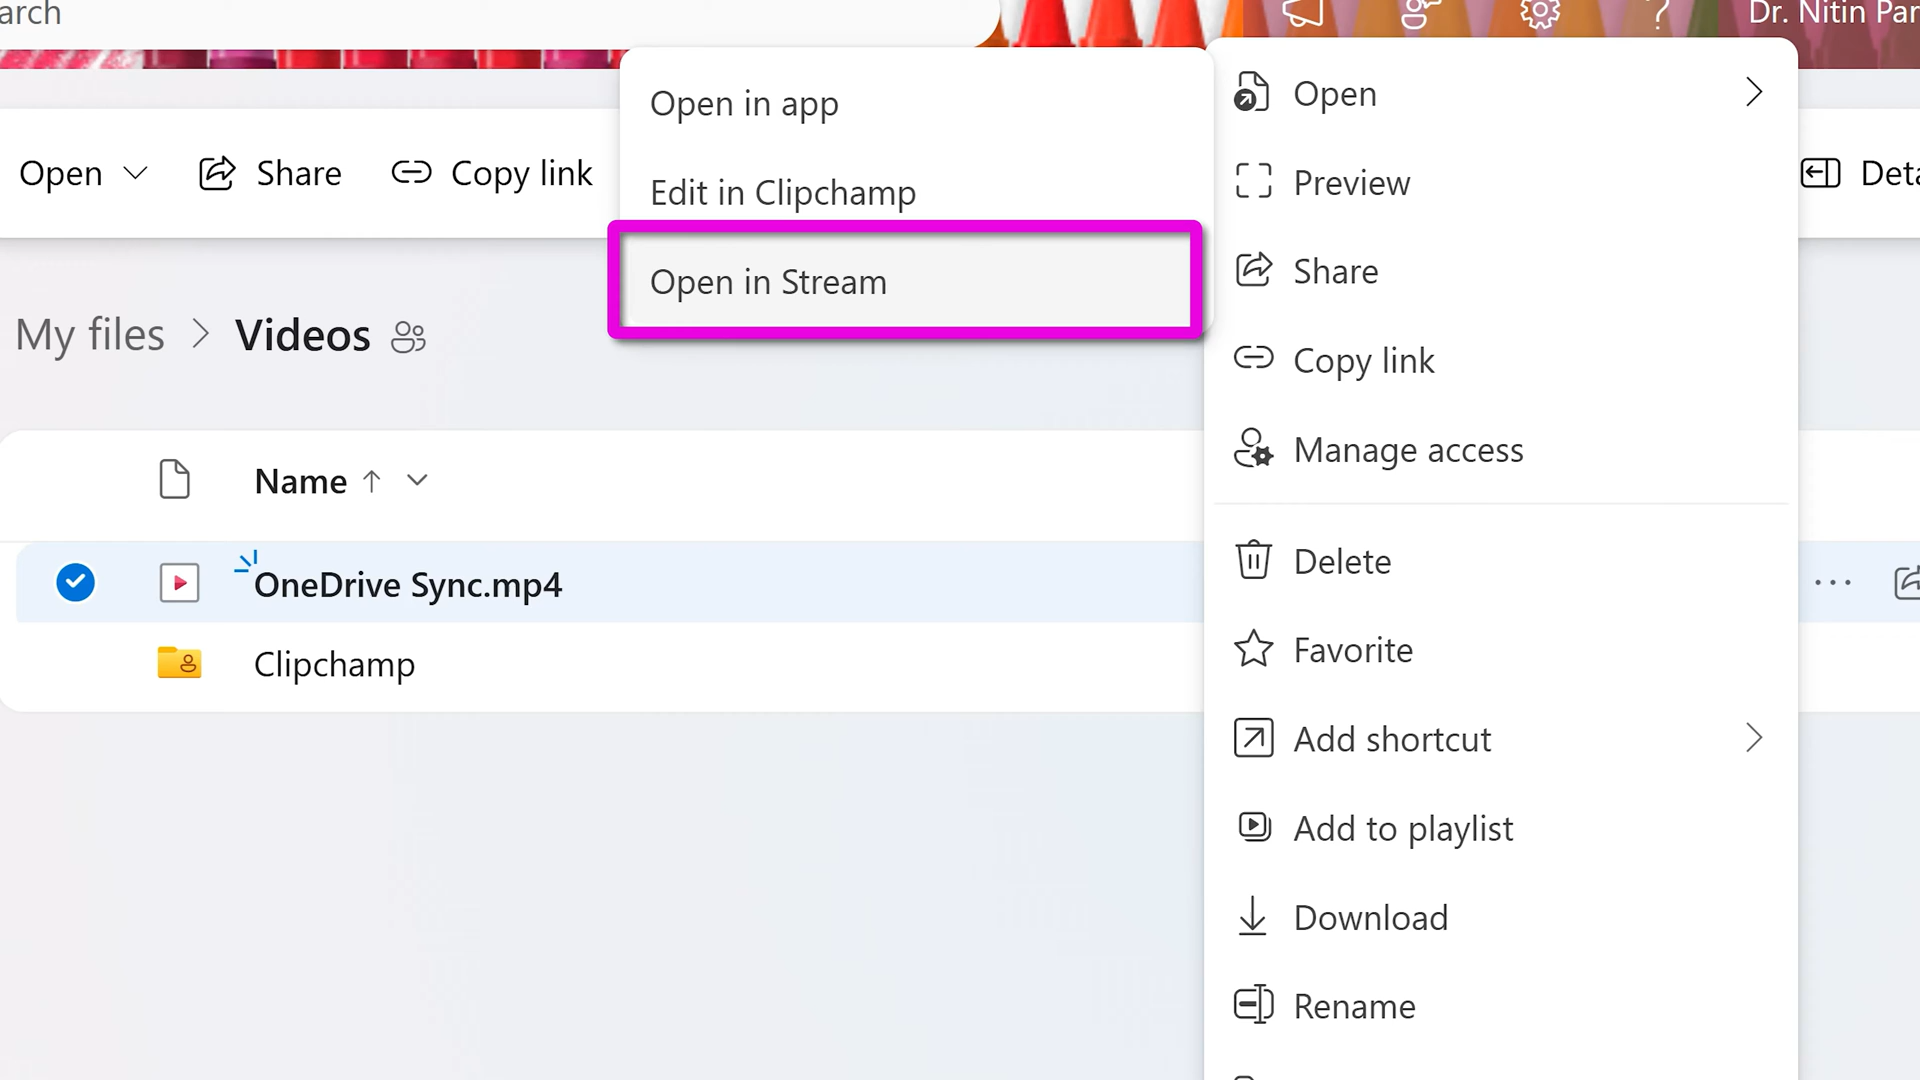 arch
Dr. Nitin Par
Open
Share
Copy link
Deta
Open in app
Edit in Clipchamp
Open in Stream
Open
Preview
Share
Copy link
Manage access
Delete
Favorite
Add shortcut
Add to playlist
Download
Rename
My files > Videos
Name
OneDrive Sync.mp4
Clipchamp